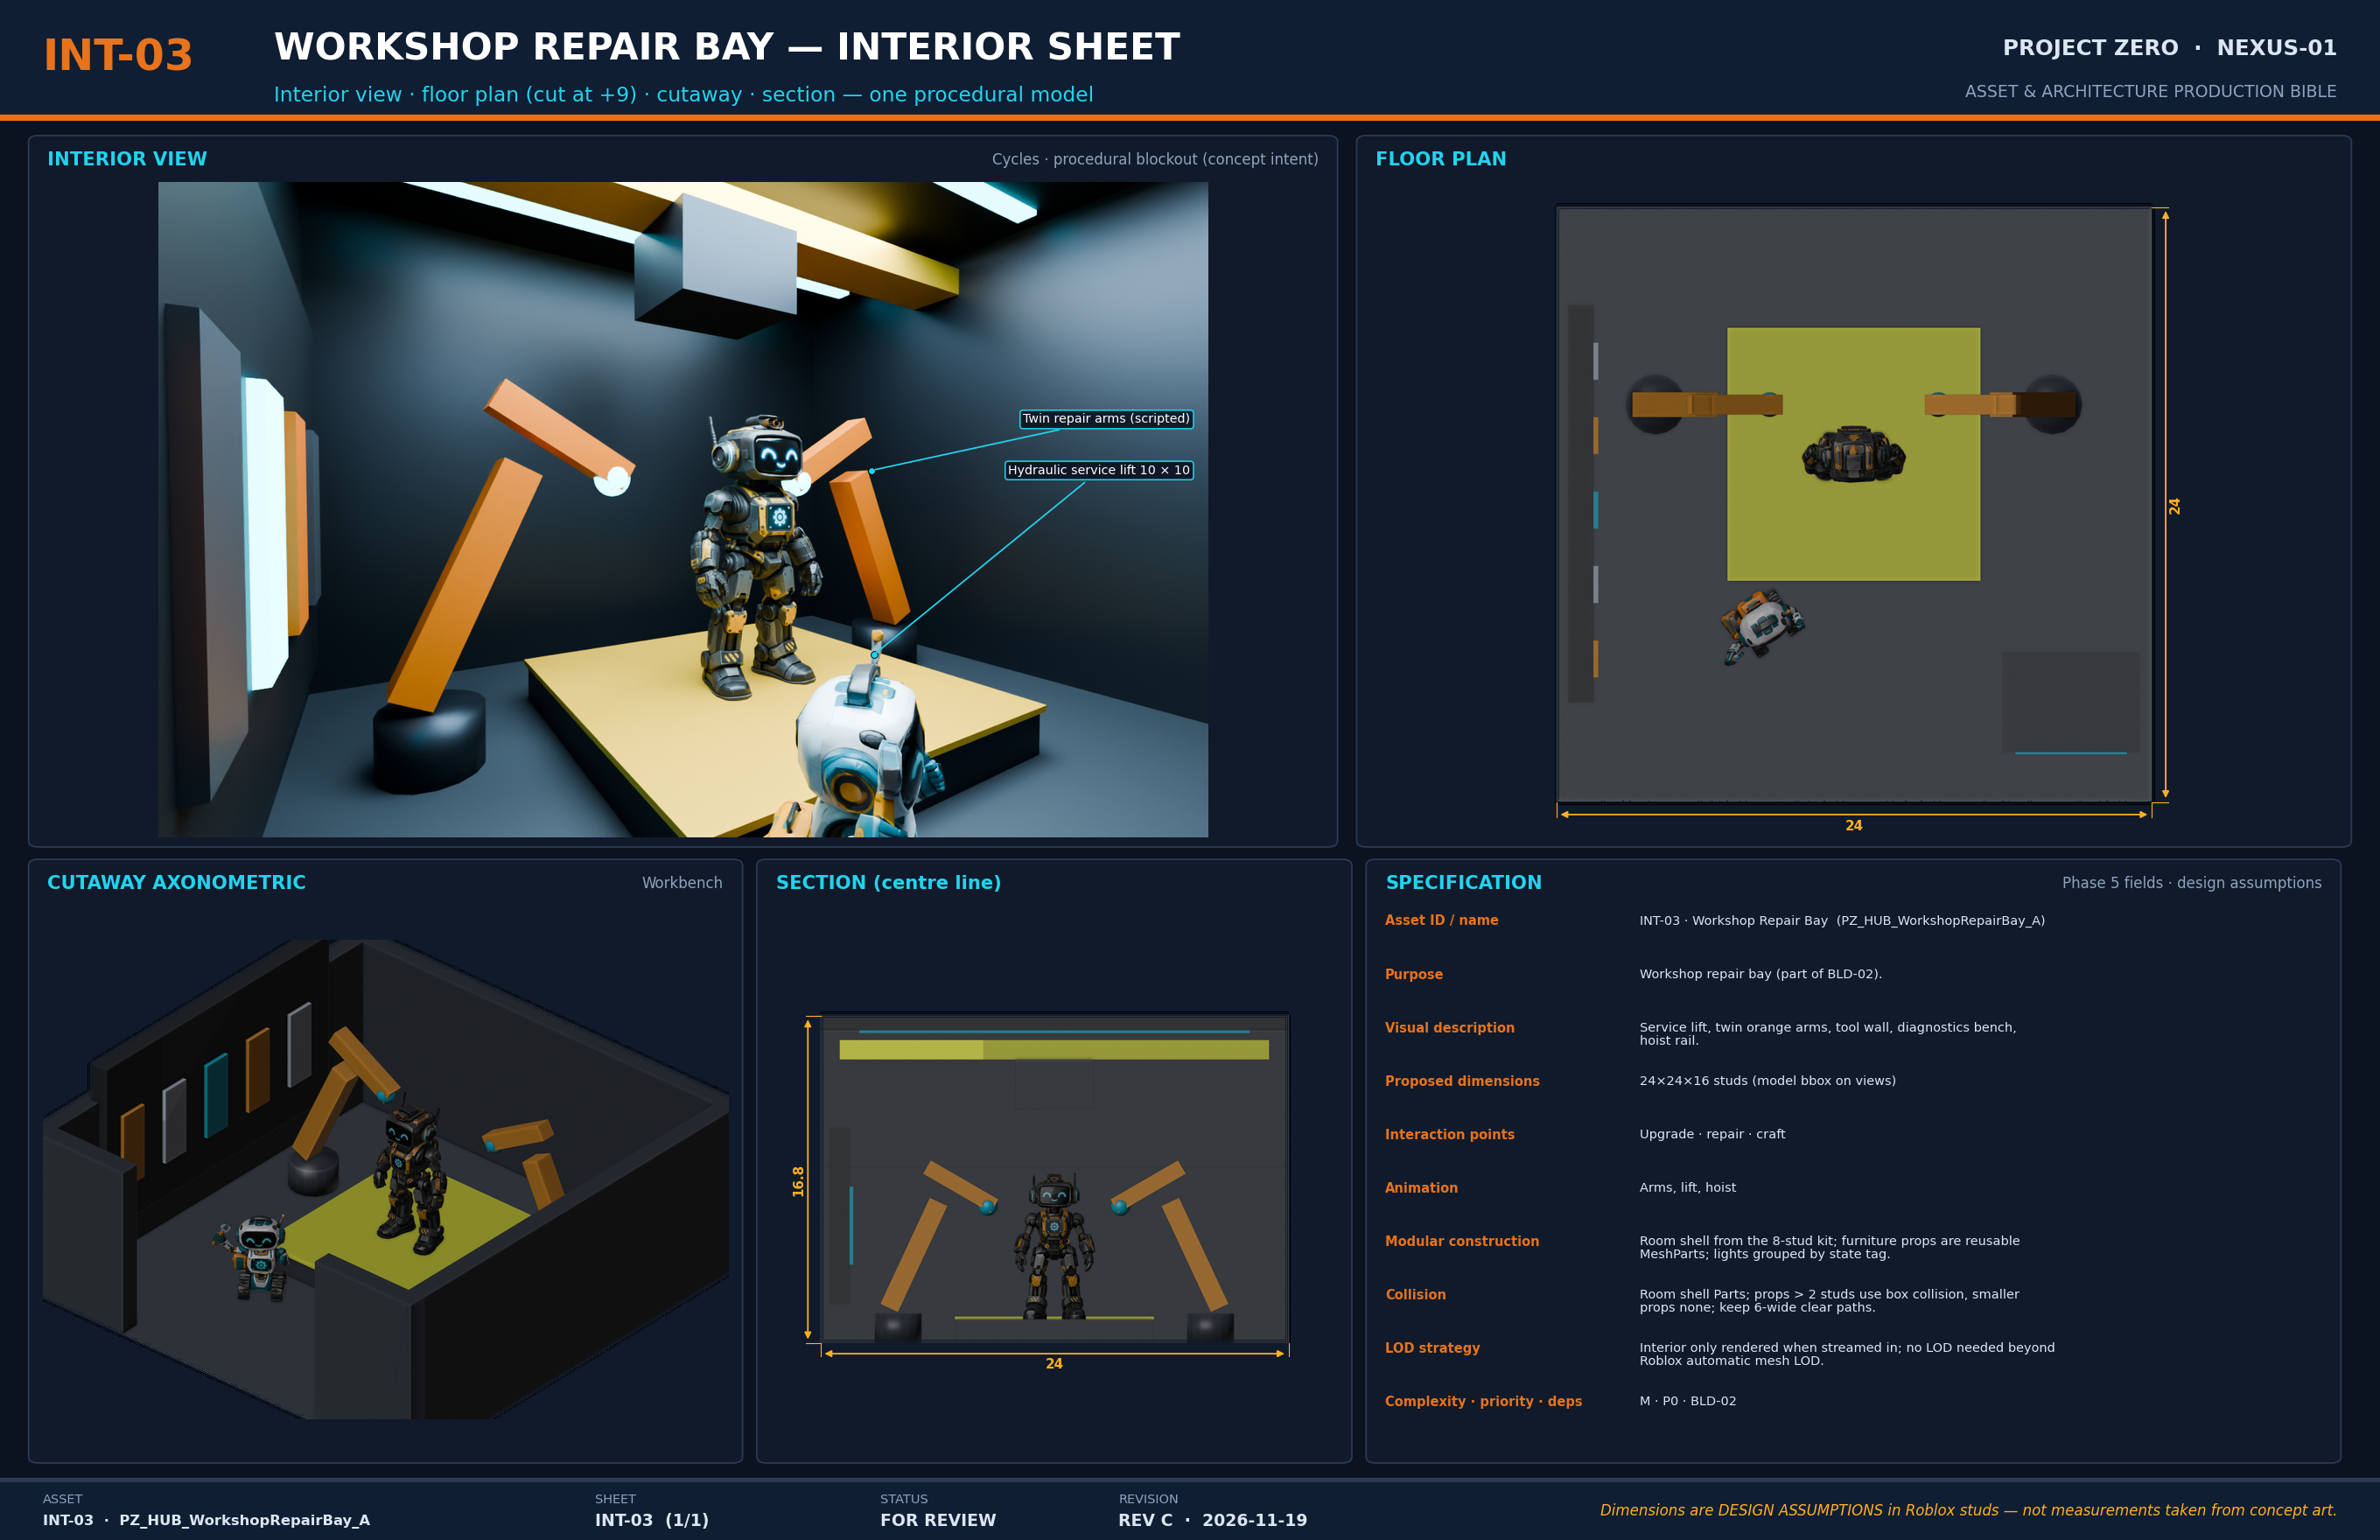 INT-03
WORKSHOP REPAIR BAY — INTERIOR SHEET
Interior view · floor plan (cut at +9) · cutaway · section — one procedural model
PROJECT ZERO · NEXUS-01
ASSET & ARCHITECTURE PRODUCTION BIBLE
INTERIOR VIEW
Cycles · procedural blockout (concept intent)
Twin repair arms (scripted)
Hydraulic service lift 10 × 10
FLOOR PLAN
24
24
CUTAWAY AXONOMETRIC
Workbench
SECTION (centre line)
16.8
24
SPECIFICATION
Phase 5 fields · design assumptions
Asset ID / name
INT-03 · Workshop Repair Bay (PZ_HUB_WorkshopRepairBay_A)
Purpose
Workshop repair bay (part of BLD-02).
Visual description
Service lift, twin orange arms, tool wall, diagnostics bench,
hoist rail.
Proposed dimensions
24×24×16 studs (model bbox on views)
Interaction points
Upgrade · repair · craft
Animation
Arms, lift, hoist
Modular construction
Room shell from the 8-stud kit; furniture props are reusable
MeshParts; lights grouped by state tag.
Collision
Room shell Parts; props > 2 studs use box collision, smaller
props none; keep 6-wide clear paths.
LOD strategy
Interior only rendered when streamed in; no LOD needed beyond
Roblox automatic mesh LOD.
Complexity · priority · deps
M · P0 · BLD-02
ASSET
INT-03 · PZ_HUB_WorkshopRepairBay_A
SHEET
INT-03 (1/1)
STATUS
FOR REVIEW
REVISION
REV C · 2026-11-19
Dimensions are DESIGN ASSUMPTIONS in Roblox studs — not measurements taken from concept art.